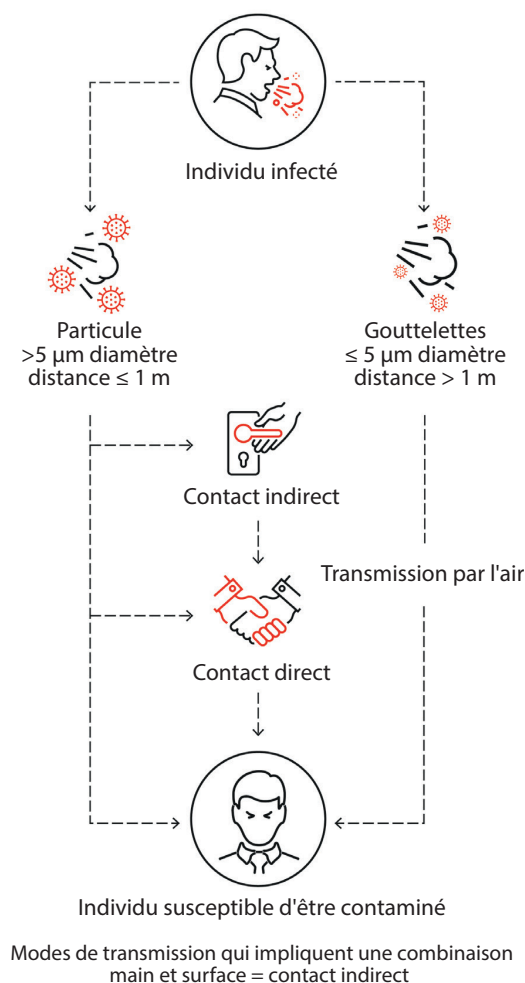 Individu infecté
Particule
>5 µm diamètre
distance ≤ 1 m
Gouttelettes
≤ 5 µm diamètre
distance > 1 m
Contact indirect
Transmission par l'air
Contact direct
Individu susceptible d'être contaminé
Modes de transmission qui impliquent une combinaison
main et surface = contact indirect